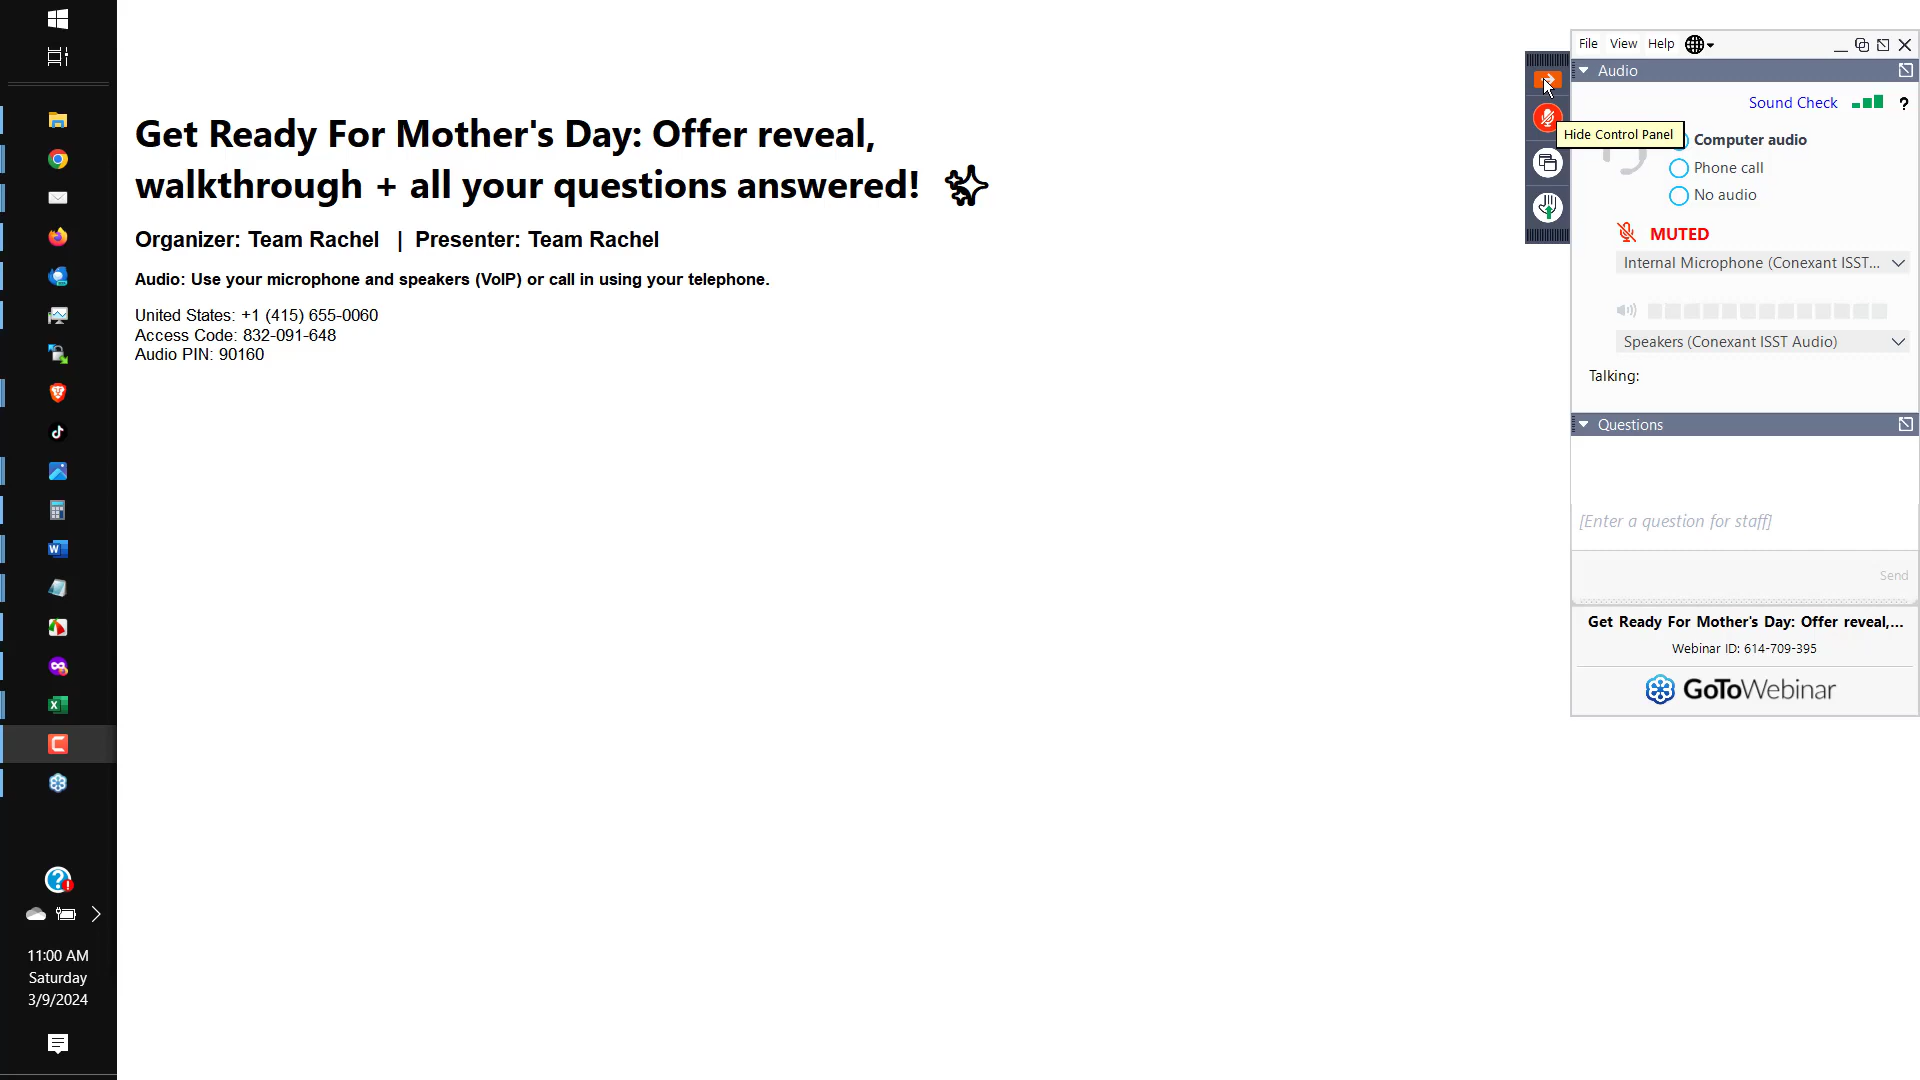 File View Help
Audio
Sound Check ?
Hide Control Panel
Computer audio
Phone call
No audio
MUTED
Internal Microphone (Conexant ISST...
Speakers (Conexant ISST Audio)
Talking:
Questions
[Enter a question for staff]
Send
Get Ready For Mother's Day: Offer reveal,...
Webinar ID: 614-709-395
GoToWebinar
Get Ready For Mother's Day: Offer reveal,
walkthrough + all your questions answered!
Organizer: Team Rachel | Presenter: Team Rachel
Audio: Use your microphone and speakers (VoIP) or call in using your telephone.
United States: +1 (415) 655-0060
Access Code: 832-091-648
Audio PIN: 90160
11:00 AM
Saturday
3/9/2024